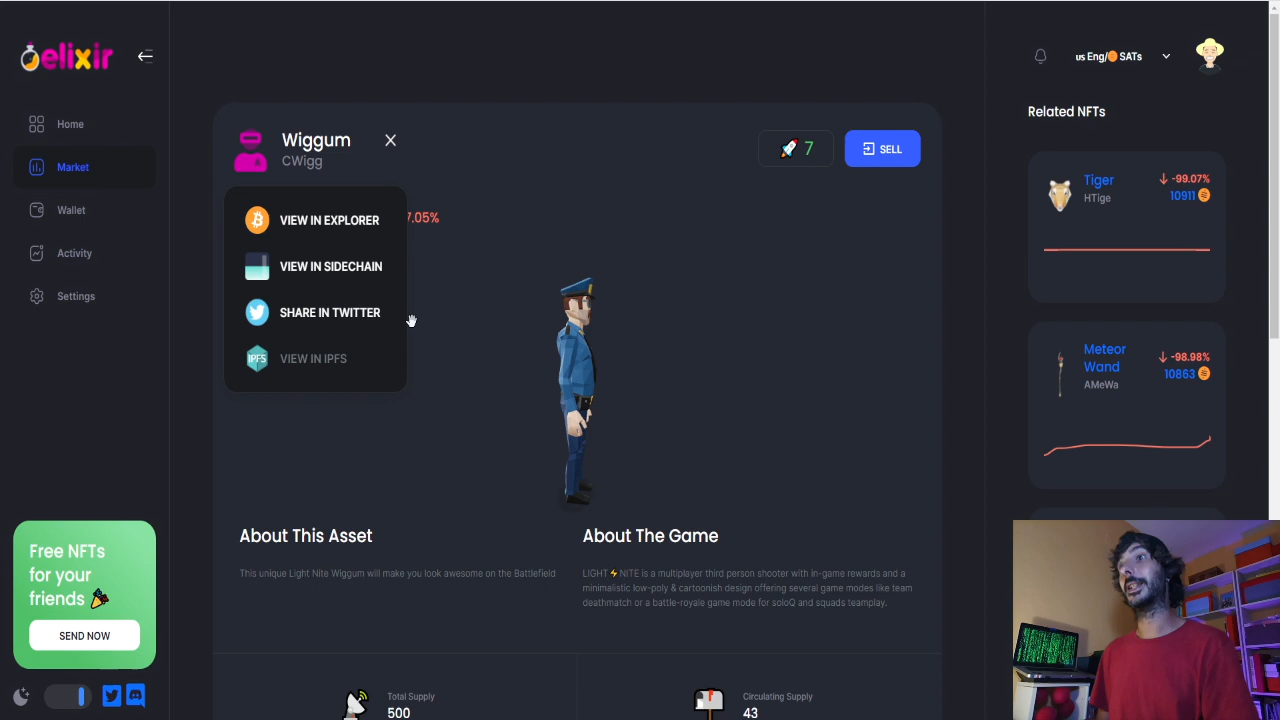 elixir
Home
Market
Wallet
Activity
Settings
Free NFTs
for your
friends
SEND NOW
Wiggum
CWigg
7
SELL
7.05%
VIEW IN EXPLORER
VIEW IN SIDECHAIN
SHARE IN TWITTER
IPFS VIEW IN IPFS
About This Asset
This unique Light Nite Wiggum will make you look awesome on the Battlefield
About The Game
LIGHT⚡NITE is a multiplayer third person shooter with in-game rewards and a
minimalistic low-poly & cartoonish design offering several game modes like team
deathmatch or a battle-royale game mode for soloQ and squads teamplay.
Total Supply
500
Circulating Supply
43
us Eng/ SATs
Related NFTs
Tiger
HTige
-99.07%
10911
Meteor
Wand
AMeWa
-98.98%
10863